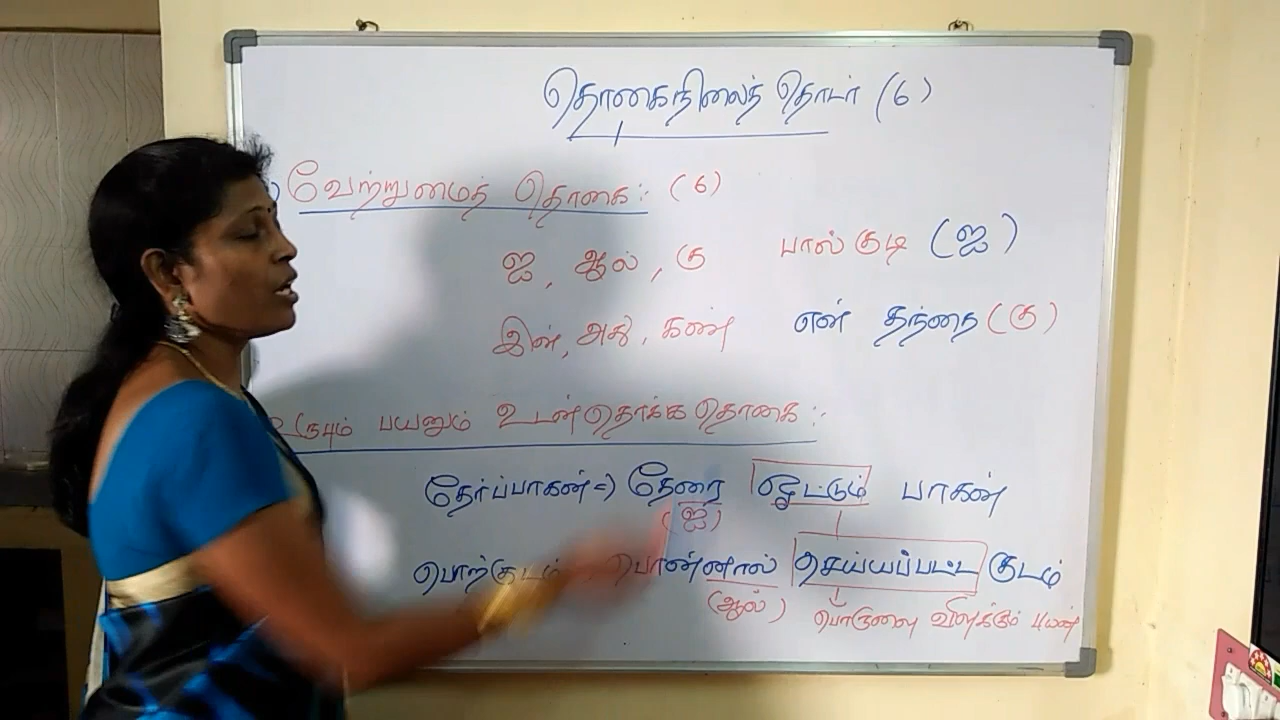 தொகைநிலைத் தொடர் (6)
) வேற்றுமைத் தொகை:- (6)
ஐ, ஆல், கு பால் குடி (ஐ)
இன், அது, கண் என் தந்தை (கு)
உருபும் பயனும் உடன்தொக்க தொகை:-
தேர்ப்பாகன் => தேரை ஓட்டும் பாகன்
(ஐ)
பொற்குடம் பொன்னால் செய்யப்பட்ட குடம்
(ஆல்) பொருளை விளக்கும் பயன்